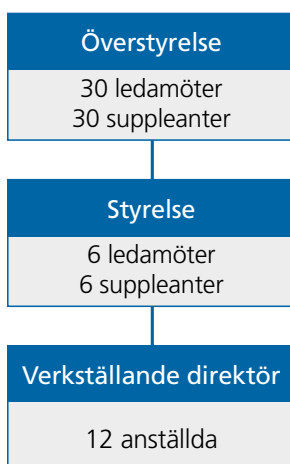 Överstyrelse
30 ledamöter
30 suppleanter
Styrelse
6 ledamöter
6 suppleanter
Verkställande direktör
12 anställda